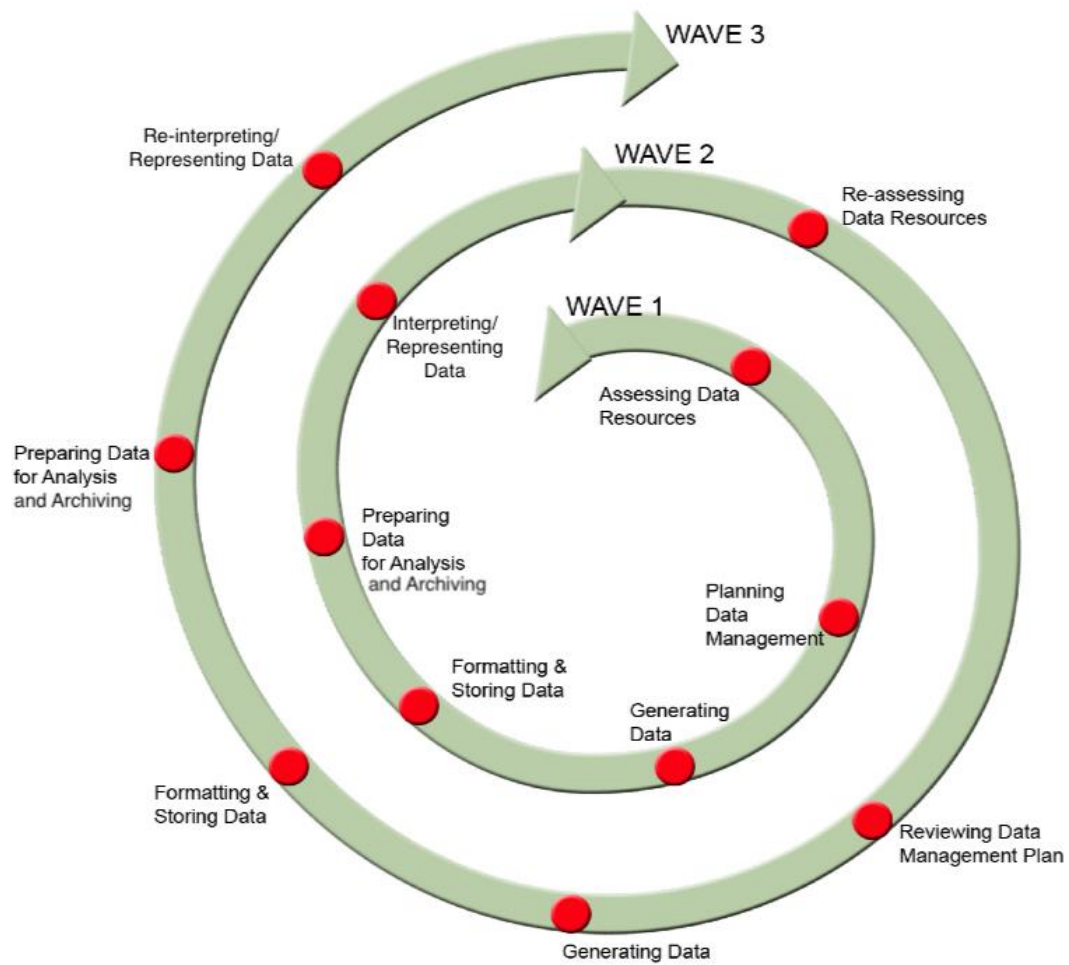 WAVE 3
Re-interpreting/
Representing Data
WAVE 2
Re-assessing
Data Resources
WAVE 1
Interpreting/
Representing
Data
Assessing Data
Resources
Preparing Data
for Analysis
and Archiving
Preparing
Data
for Analysis
and Archiving
Planning
Data
Management
Formatting &
Storing Data
Generating
Data
Formatting &
Storing Data
Reviewing Data
Management Plan
Generating Data